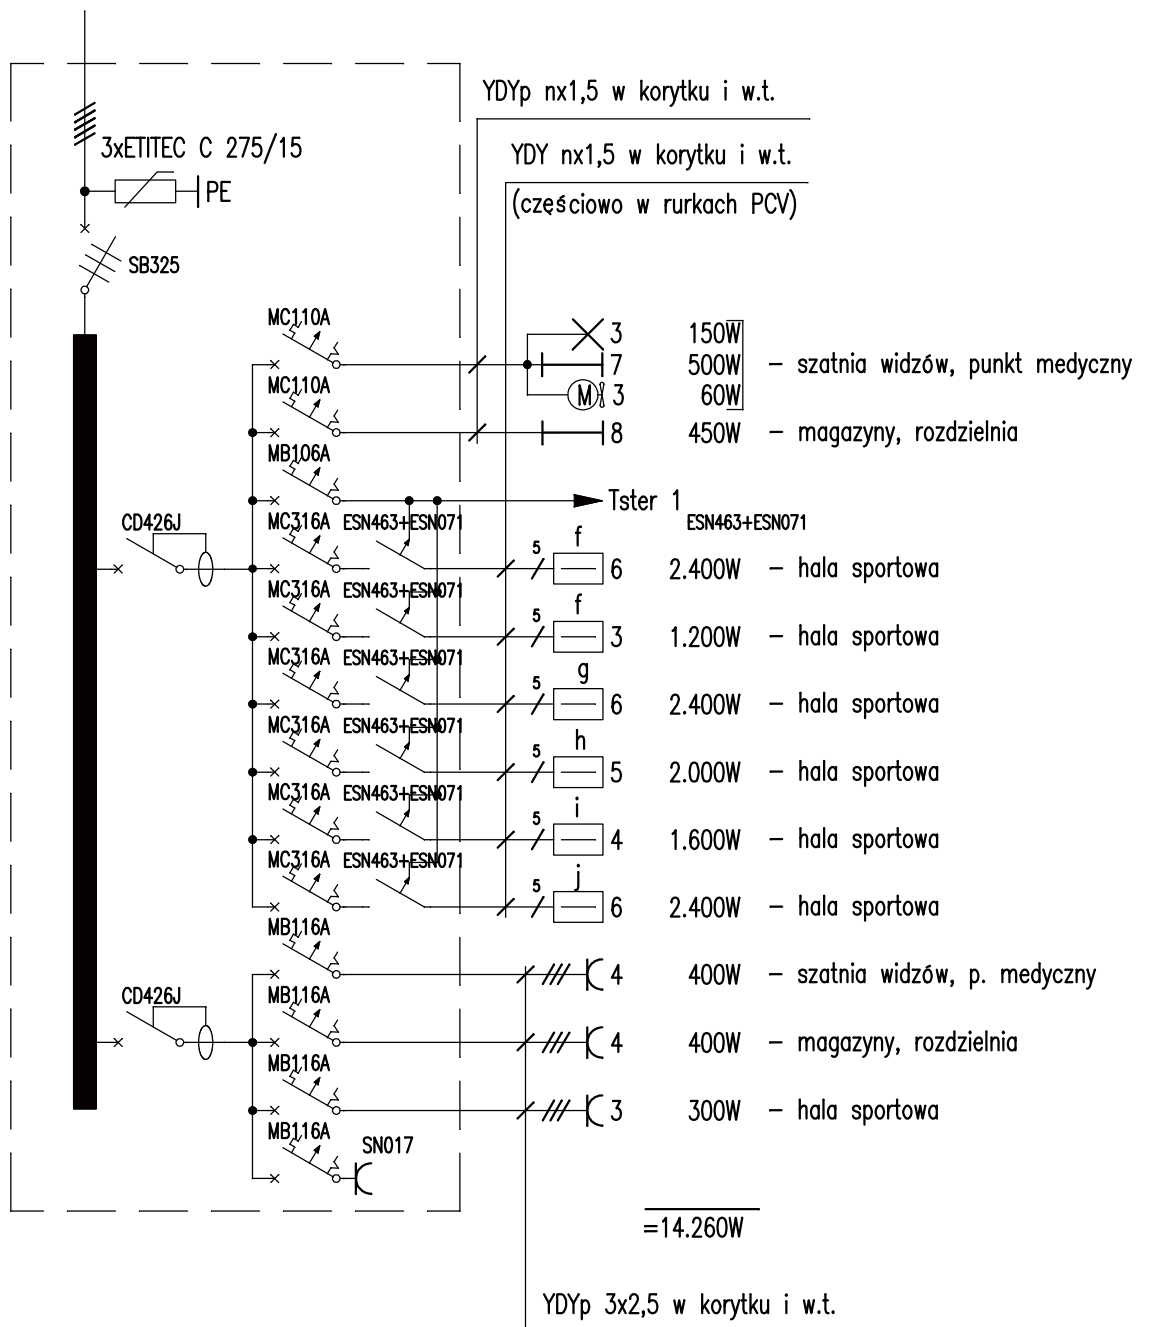 YDYp nx1,5 w korytku i w.t.
3xETITEC C 275/15
YDY nx1,5 w korytku i w.t.
PE
(częściowo w rurkach PCV)
SB325
MC110A
3 150W
7 500W - szatnia widzów, punkt medyczny
MC110A
M 3 60W
8 450W - magazyny, rozdzielnia
MB106A
Tster 1
CD426J
MC316A ESN463+ESN071 ESN463+ESN071
f
5
6 2.400W - hala sportowa
MC316A ESN463+ESN071
f
5
3 1.200W - hala sportowa
MC316A ESN463+ESN071
g
5
6 2.400W - hala sportowa
MC316A ESN463+ESN071
h
5
5 2.000W - hala sportowa
MC316A ESN463+ESN071
i
5
4 1.600W - hala sportowa
MC316A ESN463+ESN071
j
5
6 2.400W - hala sportowa
MB116A
4 400W - szatnia widzów, p. medyczny
CD426J
MB116A
4 400W - magazyny, rozdzielnia
MB116A
3 300W - hala sportowa
MB116A
SN017
=14.260W
YDYp 3x2,5 w korytku i w.t.